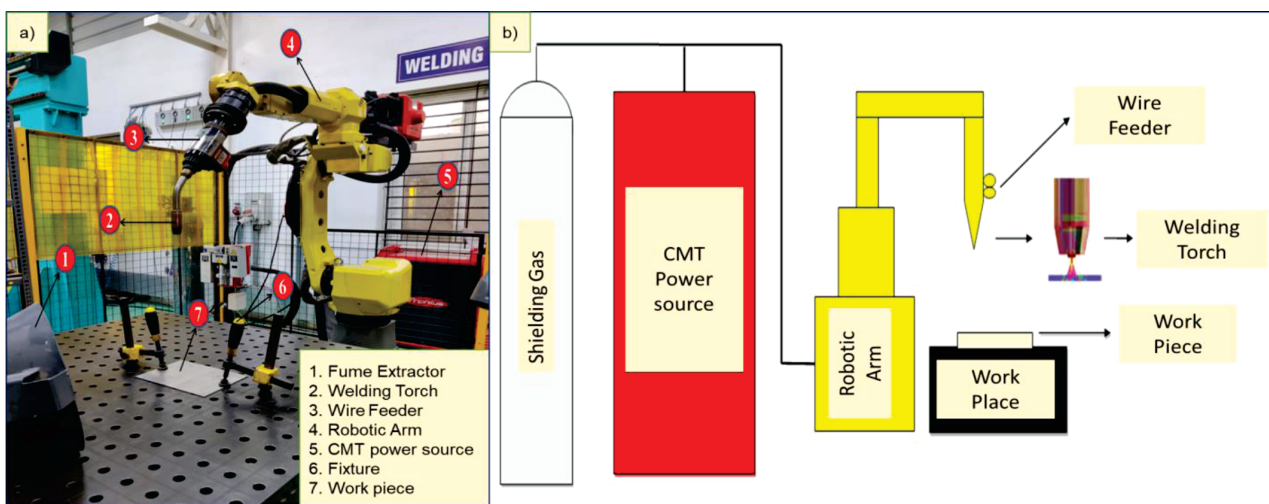 a)
WELDING
4
3
5
2
1
6
7
1. Fume Extractor
2. Welding Torch
3. Wire Feeder
4. Robotic Arm
5. CMT power source
6. Fixture
7. Work piece
b)
Shielding Gas
CMT
Power
source
Robotic
Arm
Wire
Feeder
Welding
Torch
Work
Piece
Work
Place